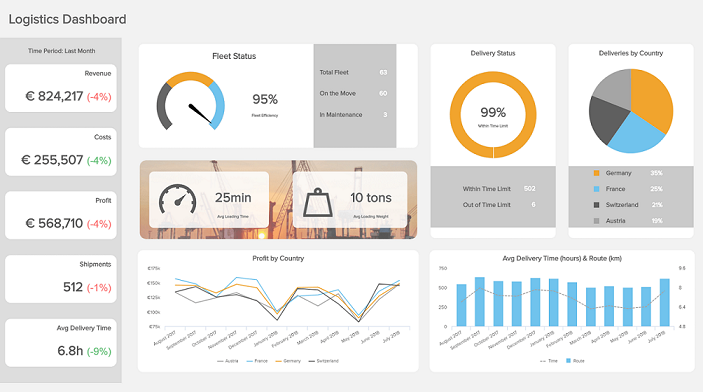 Logistics Dashboard
Time Period: Last Month
Revenue
€ 824,217 (-4%)
Costs
€ 255,507 (-4%)
Profit
€ 568,710 (-4%)
Shipments
512 (-1%)
Avg Delivery Time
6.8h (-9%)
Fleet Status
95%
Fleet Efficiency
Total Fleet 63
On the Move 60
In Maintenance 3
25min
Avg Loading Time
10 tons
Avg Loading Weight
Delivery Status
99%
Within Time Limit
Within Time Limit 502
Out of Time Limit 6
Deliveries by Country
Germany 35%
France 25%
Switzerland 21%
Austria 19%
Profit by Country
€175k
€150k
€125k
€100k
€75k
August 2017
September 2017
October 2017
November 2017
December 2017
January 2018
February 2018
March 2018
April 2018
May 2018
June 2018
July 2018
Austria France Germany Switzerland
Avg Delivery Time (hours) & Route (km)
750
500
250
0
9.6
8
6.4
4.8
August 2017
September 2017
October 2017
November 2017
December 2017
January 2018
February 2018
March 2018
April 2018
May 2018
June 2018
July 2018
Time Route